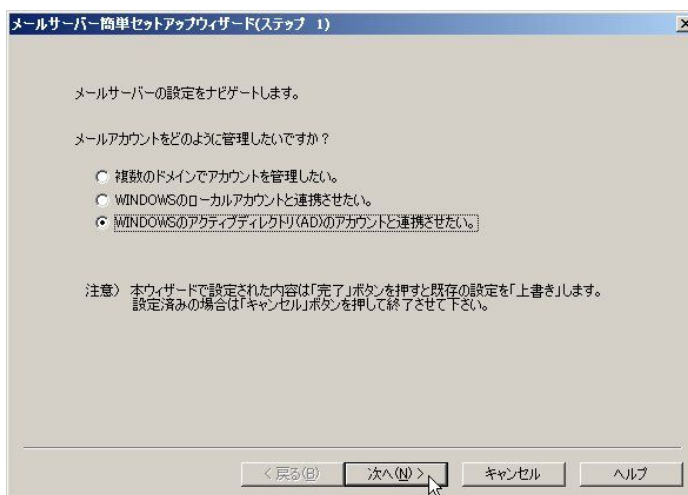 メールサーバー簡単セットアップウィザード(ステップ 1)
メールサーバーの設定をナビゲートします。
メールアカウントをどのように管理したいですか？
複数のドメインでアカウントを管理したい。
WINDOWSのローカルアカウントと連携させたい。
WINDOWSのアクティブディレクトリ(AD)のアカウントと連携させたい。
注意） 本ウィザードで設定された内容は「完了」ボタンを押すと既存の設定を「上書き」します。
設定済みの場合は「キャンセル」ボタンを押して終了させて下さい。
< 戻る(B) 次へ(N) > キャンセル ヘルプ